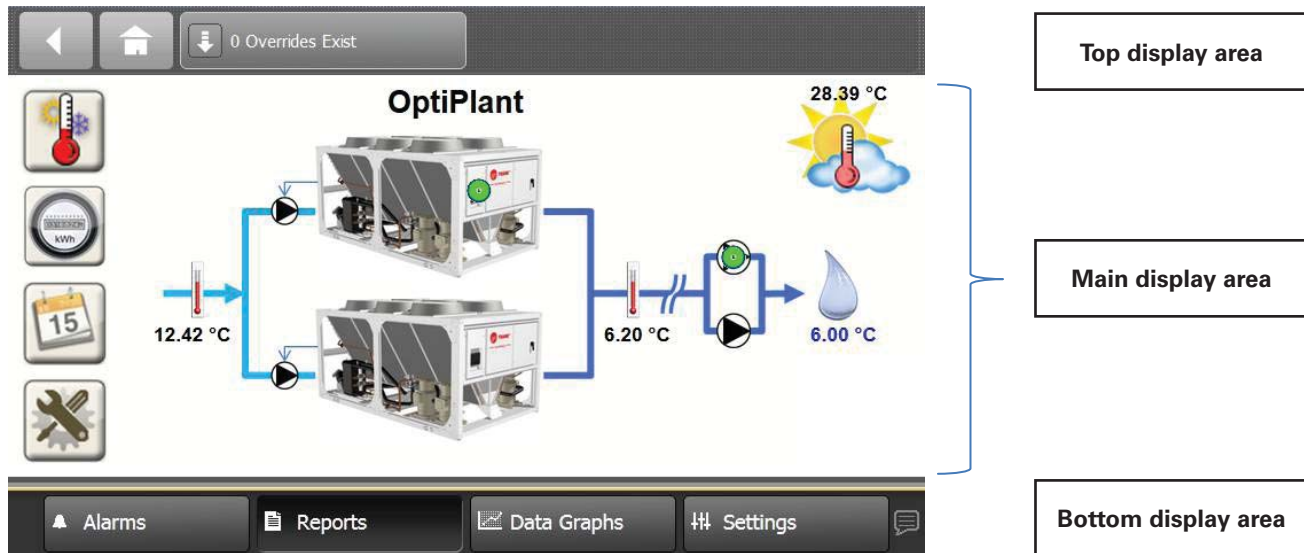 0 Overrides Exist
Top display area
OptiPlant
28.39 °C
kWh
Main display area
15
12.42 °C
6.20 °C
6.00 °C
Alarms
Reports
Data Graphs
Settings
Bottom display area